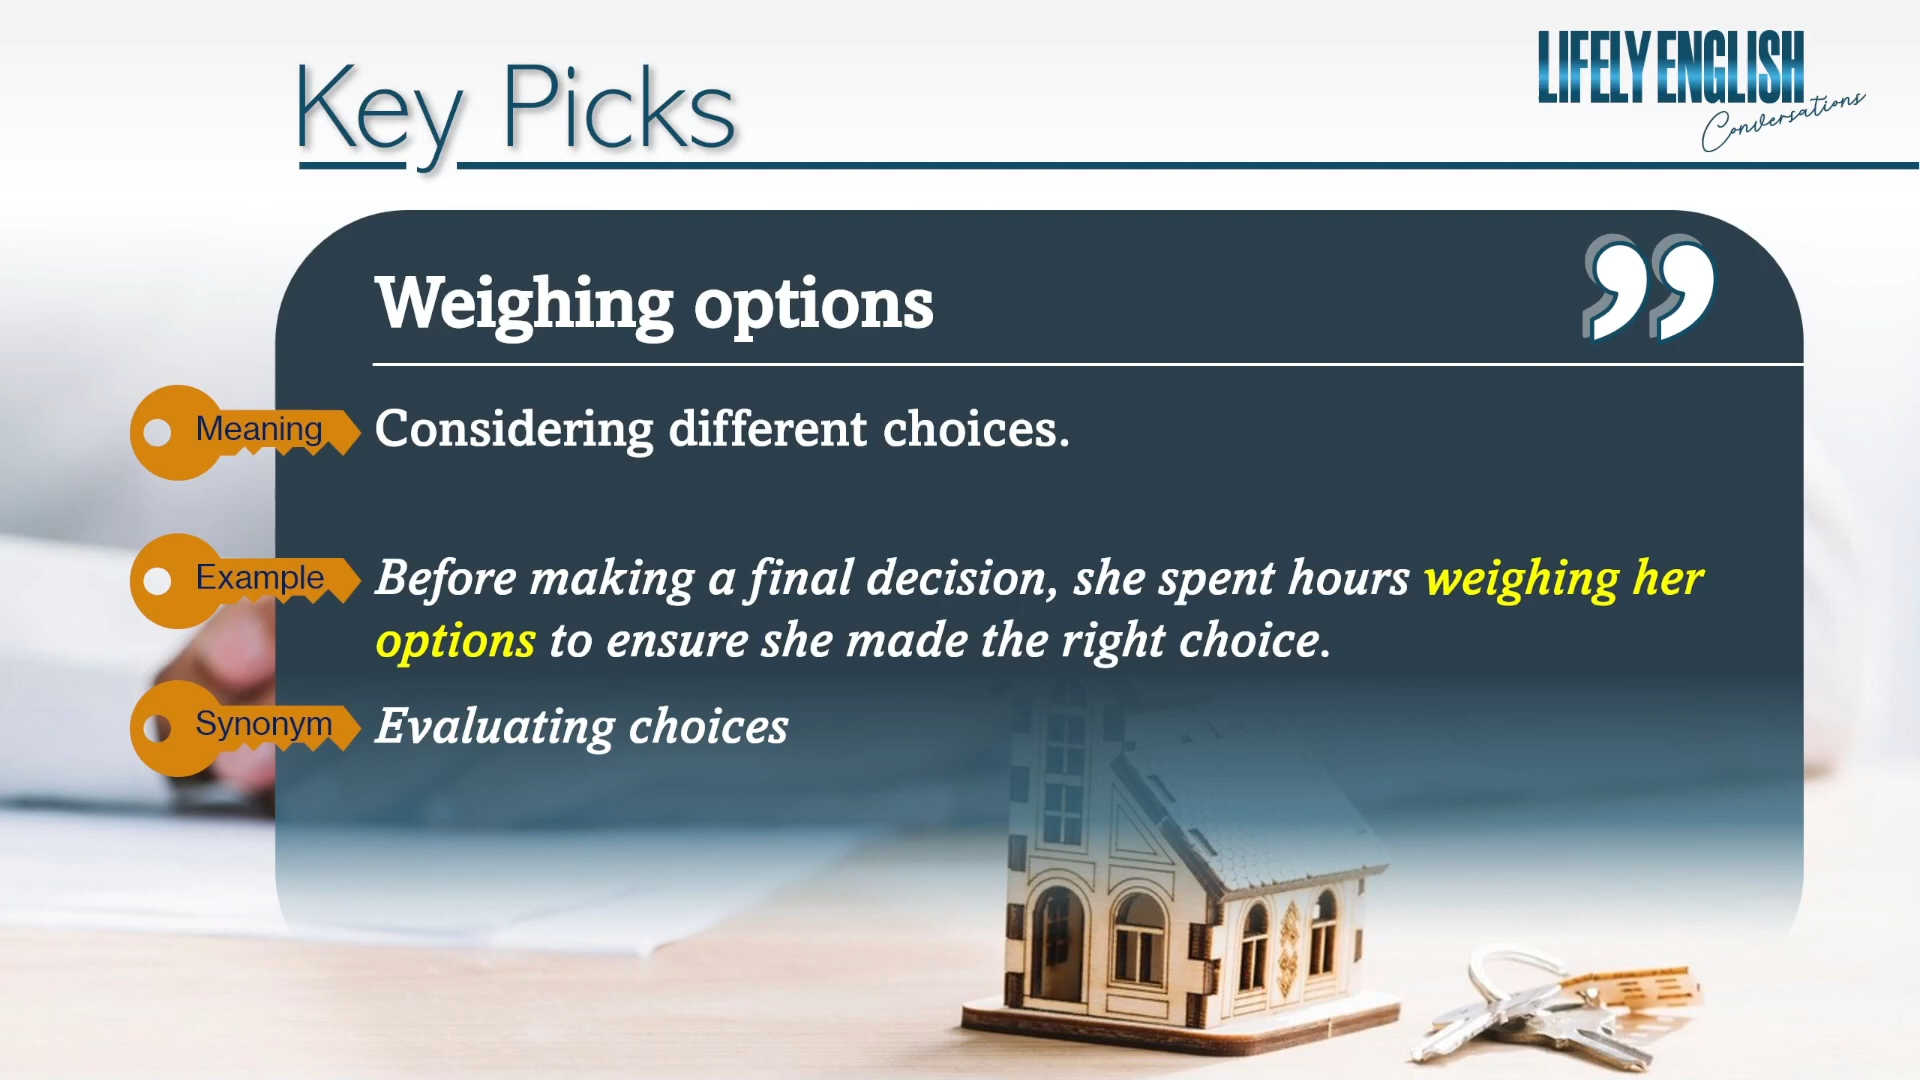 Key Picks
LIFELY ENGLISH
Conversations
Weighing options
Meaning
Considering different choices.
Example
Before making a final decision, she spent hours weighing her
options to ensure she made the right choice.
Synonym
Evaluating choices